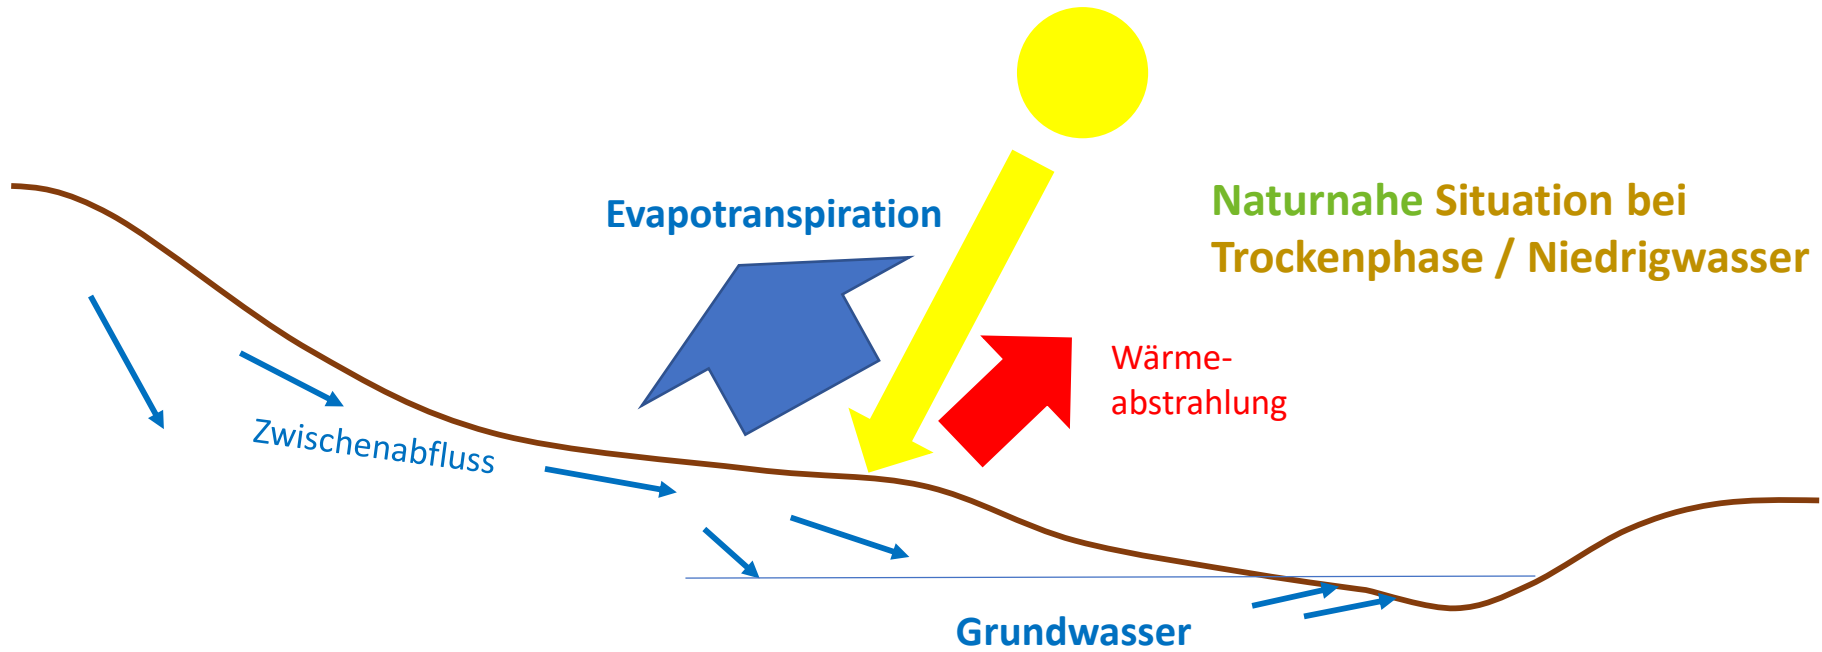 Naturnahe Situation bei
Trockenphase / Niedrigwasser
Evapotranspiration
Wärme-
abstrahlung
Zwischenabfluss
Grundwasser